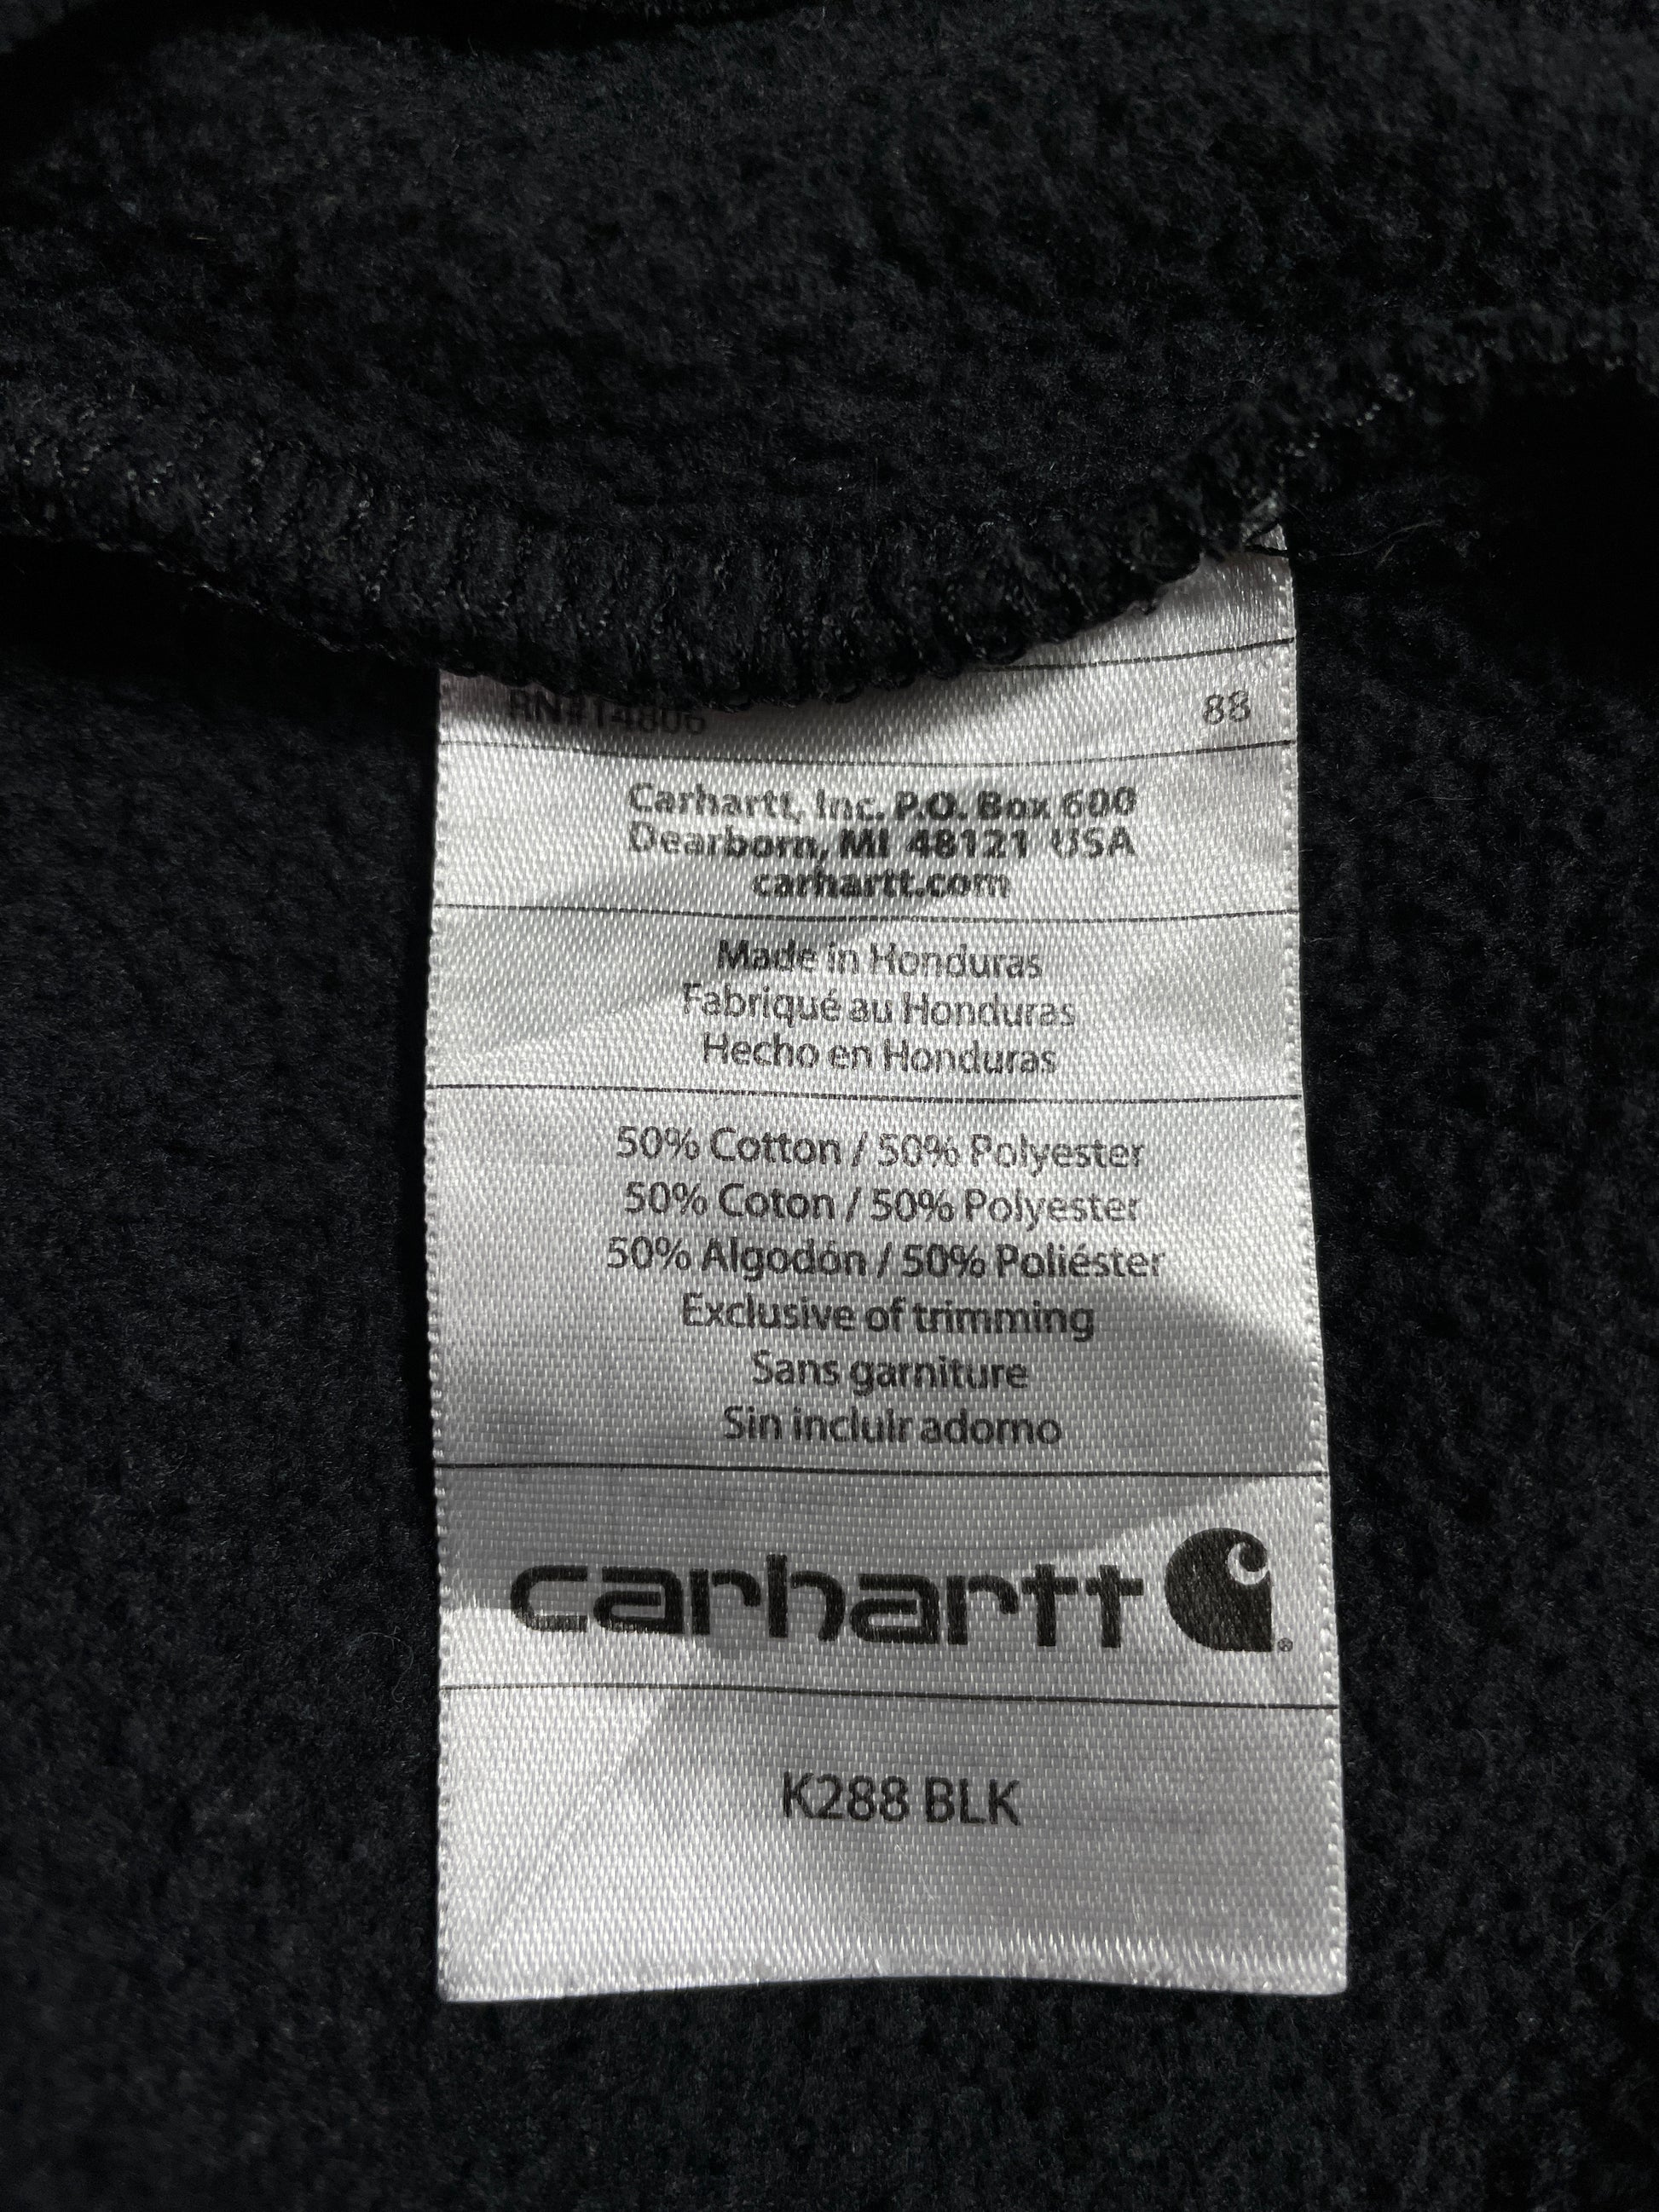 RN#14806 88
Carhartt, Inc. P.O. Box 600
Dearborn, MI 48121 USA
carhartt.com
Made in Honduras
Fabriqué au Honduras
Hecho en Honduras
50% Cotton / 50% Polyester
50% Coton / 50% Polyester
50% Algodón / 50% Poliéster
Exclusive of trimming
Sans garniture
Sin incluir adorno
carhartt ®
K288 BLK